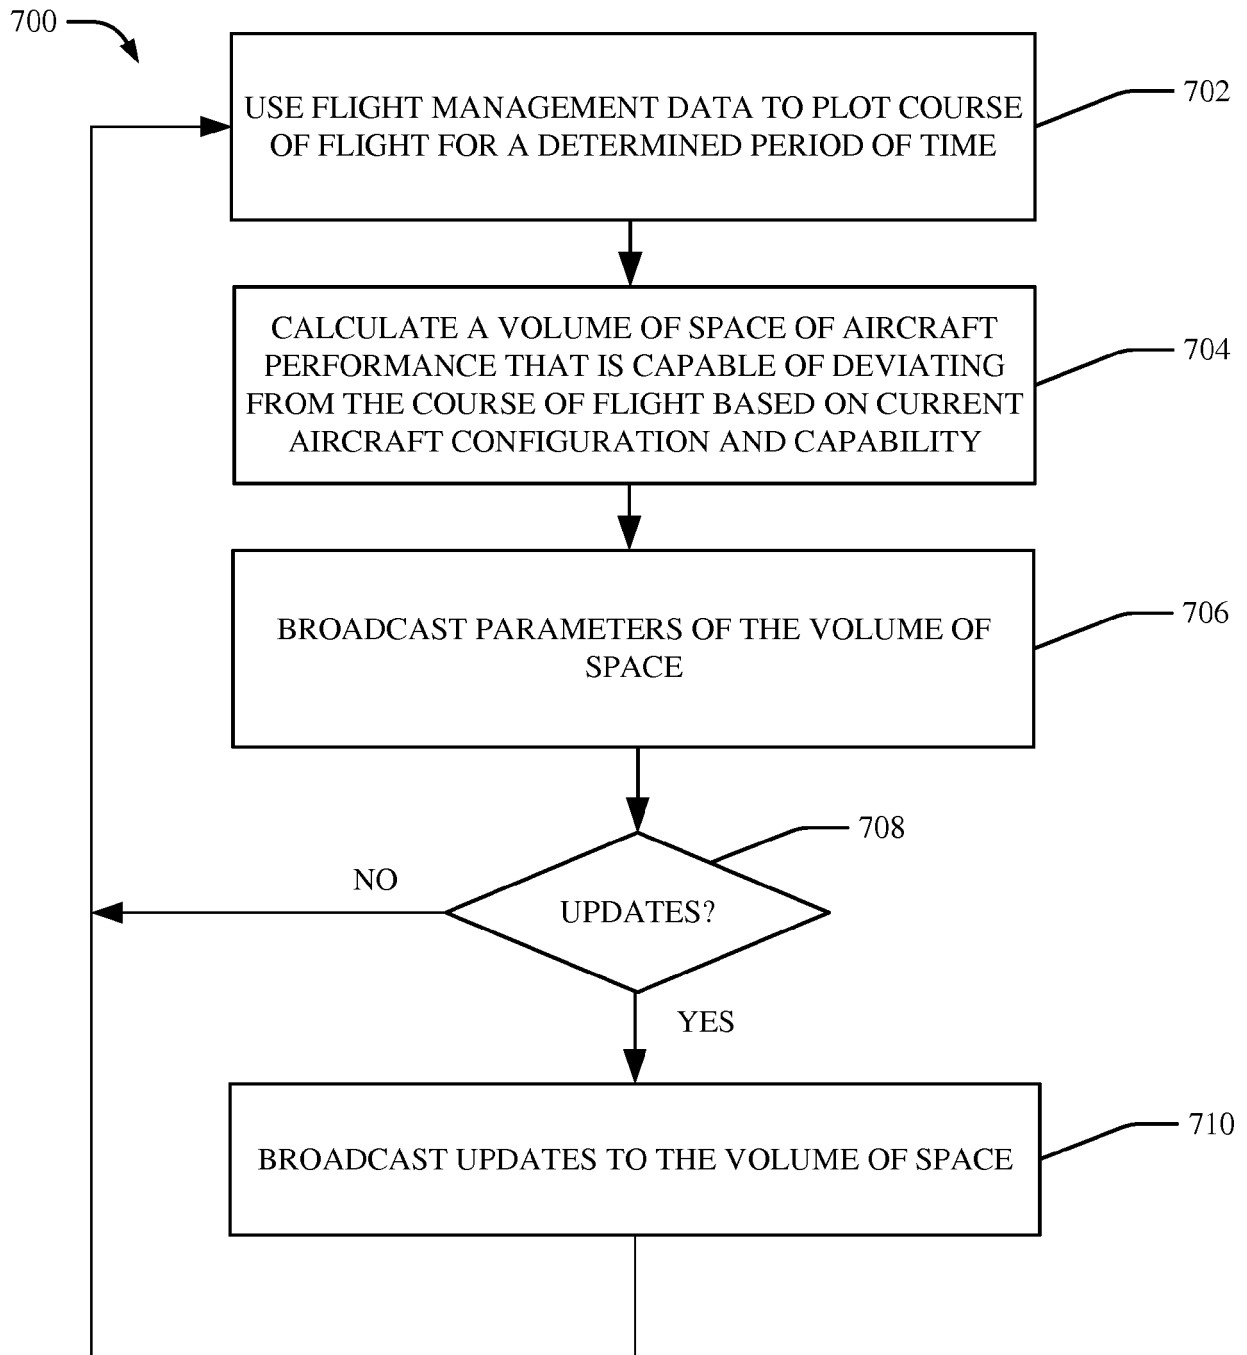 700
USE FLIGHT MANAGEMENT DATA TO PLOT COURSE
OF FLIGHT FOR A DETERMINED PERIOD OF TIME
702
CALCULATE A VOLUME OF SPACE OF AIRCRAFT
PERFORMANCE THAT IS CAPABLE OF DEVIATING
FROM THE COURSE OF FLIGHT BASED ON CURRENT
AIRCRAFT CONFIGURATION AND CAPABILITY
704
BROADCAST PARAMETERS OF THE VOLUME OF
SPACE
706
708
NO
UPDATES?
YES
BROADCAST UPDATES TO THE VOLUME OF SPACE
710